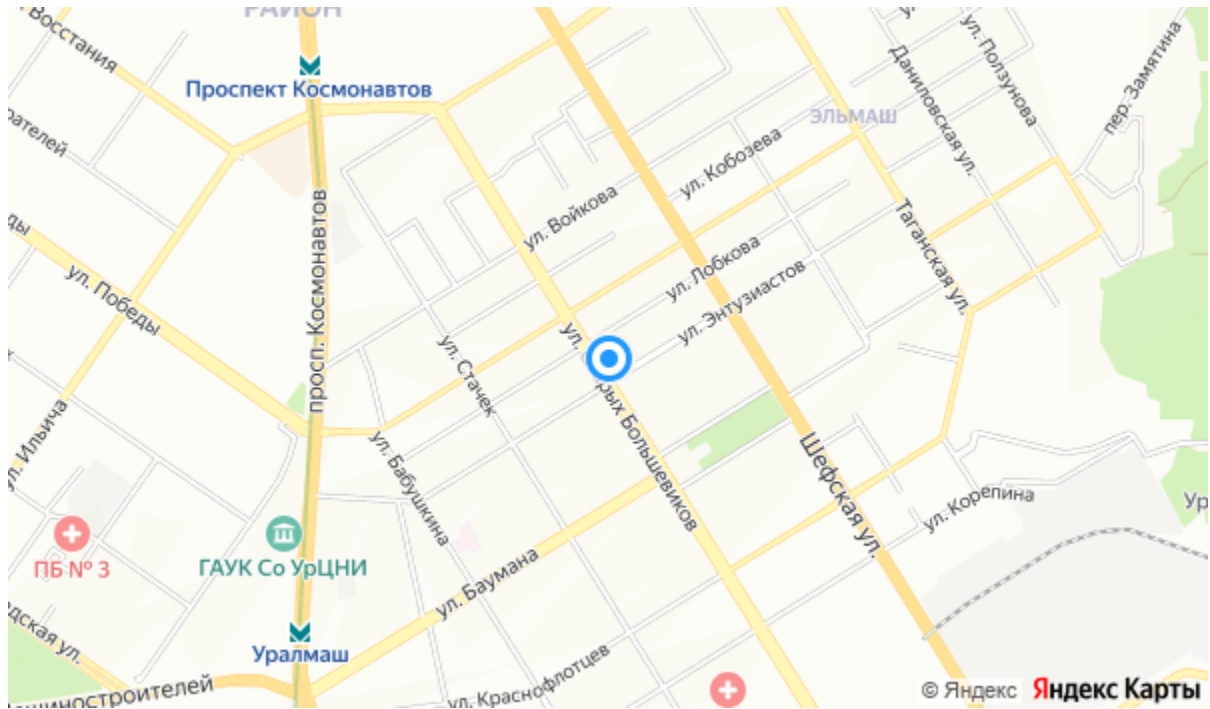 РАЙОН
Восстания
Проспект Космонавтов
ЭЛЬМАШ
Даниловская ул.
ул. Ползунова
пер. Замятина
ул. Кобозева
ул. Войкова
Таганская ул.
ул. Лобкова
ул. Энтузиастов
просп. Космонавтов
ул. Победы
ул. Стачек
Большевиков
ул. Ильича
ул. Бабушкина
Шефская ул.
ул. Корепина
ПБ № 3
ГАУК Со УрЦНИ
ул. Баумана
Уралмаш
ул. Краснофлотцев
© Яндекс
Яндекс Карты